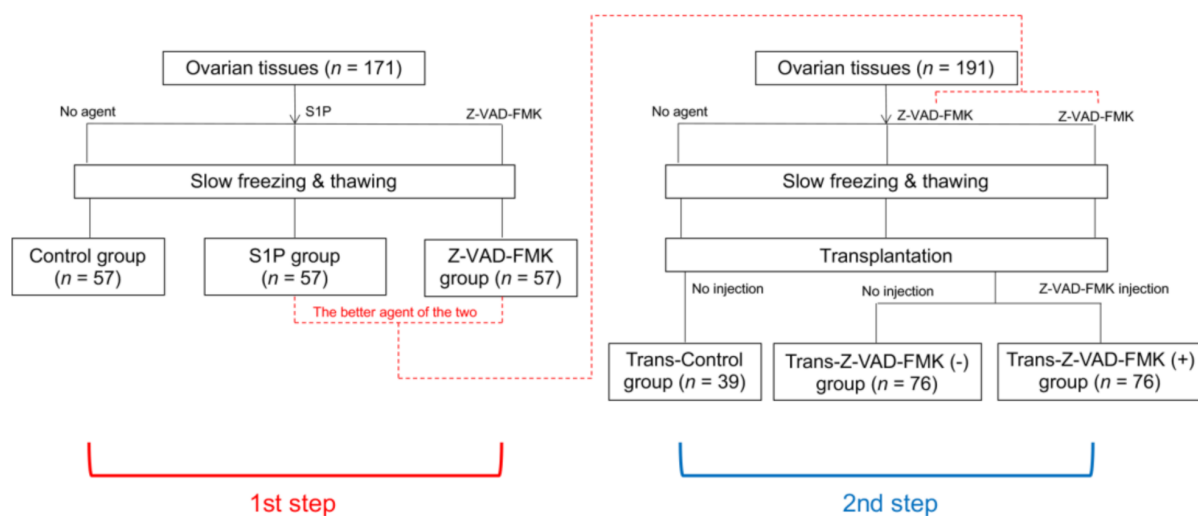 Ovarian tissues (n = 171)
No agent
S1P
Z-VAD-FMK
Slow freezing & thawing
Control group
(n = 57)
S1P group
(n = 57)
Z-VAD-FMK
group (n = 57)
The better agent of the two
1st step
Ovarian tissues (n = 191)
No agent
Z-VAD-FMK
Z-VAD-FMK
Slow freezing & thawing
Transplantation
No injection
No injection
Z-VAD-FMK injection
Trans-Control
group (n = 39)
Trans-Z-VAD-FMK (-)
group (n = 76)
Trans-Z-VAD-FMK (+)
group (n = 76)
2nd step